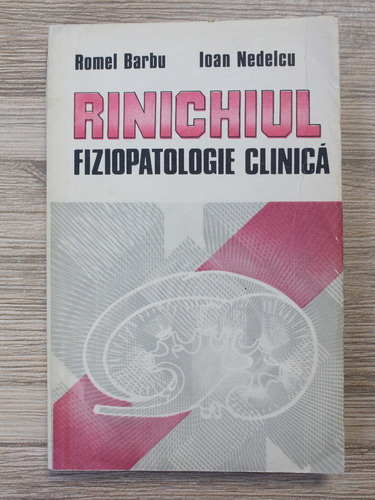 Romel Barbu Ioan Nedelcu
RINICHIUL
FIZIOPATOLOGIE CLINICĂ